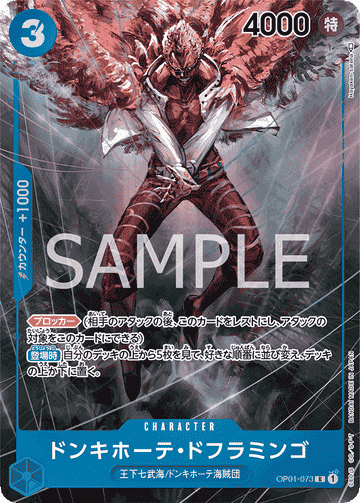 3
4000 特
カウンター +1000
SAMPLE
ブロッカー (相手のアタックの後、このカードをレストにし、アタックの
対象をこのカードにできる)
登場時 自分のデッキの上から5枚を見て、好きな順番に並び変え、デッキ
の上か下に置く。
CHARACTER
ドンキホーテ・ドフラミンゴ
王下七武海/ドンキホーテ海賊団
OP01-073 R 1